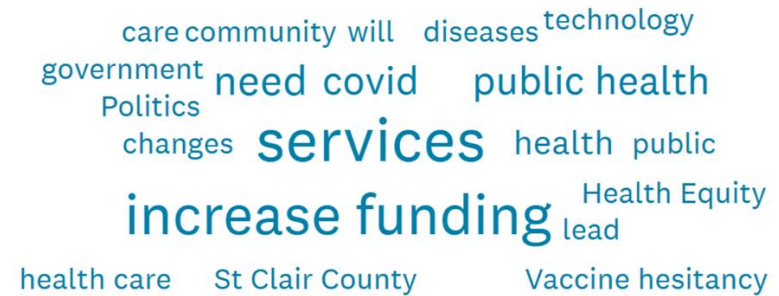 care community will diseases technology
government need covid public health
Politics
changes services health public
Health Equity
increase funding lead
health care St Clair County Vaccine hesitancy